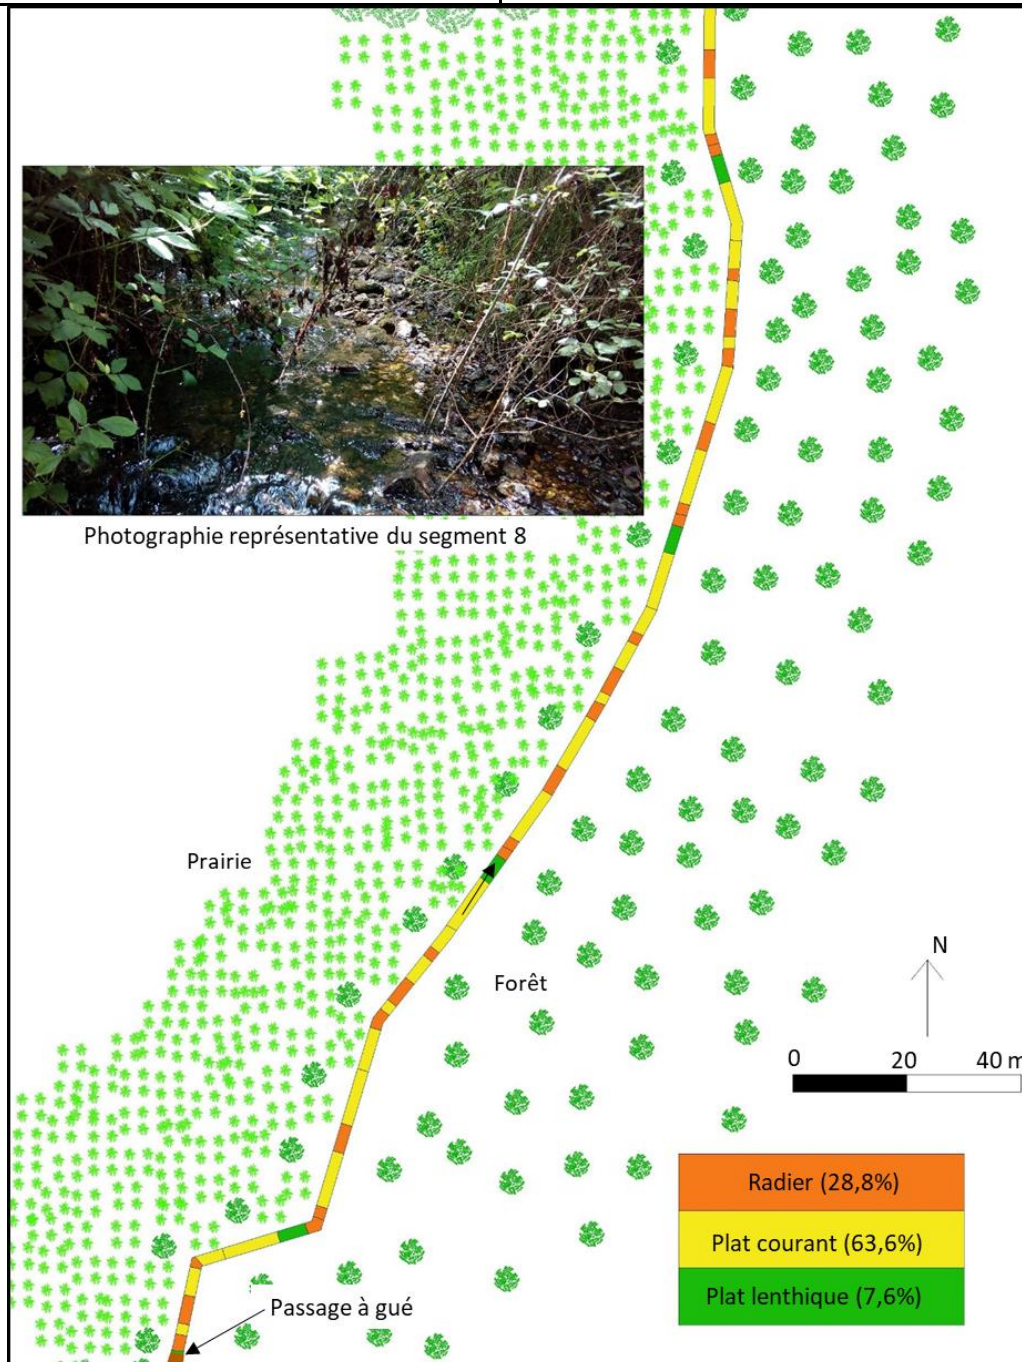 Photographie représentative du segment 8
Prairie
Forêt
N
0 20 40 m
Radier (28,8%)
Plat courant (63,6%)
Plat lenthique (7,6%)
Passage à gué